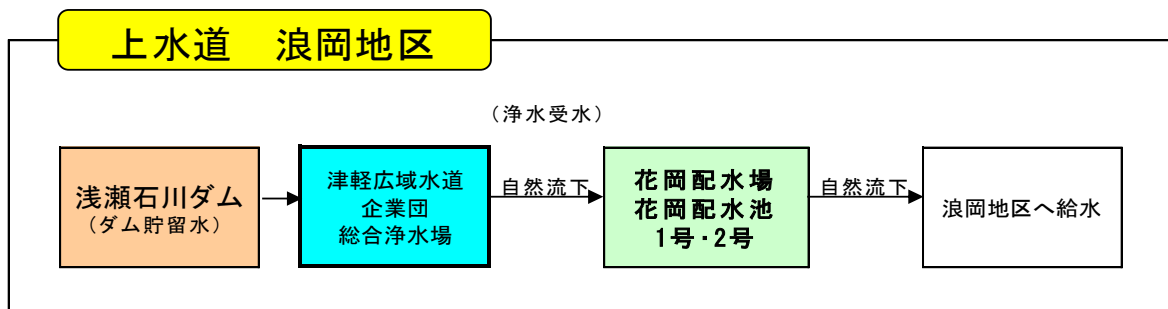 上水道　浪岡地区
（浄水受水）
浅瀬石川ダム
（ダム貯留水）
津軽広域水道
企業団
総合浄水場
自然流下
花岡配水場
花岡配水池
1号・2号
自然流下
浪岡地区へ給水